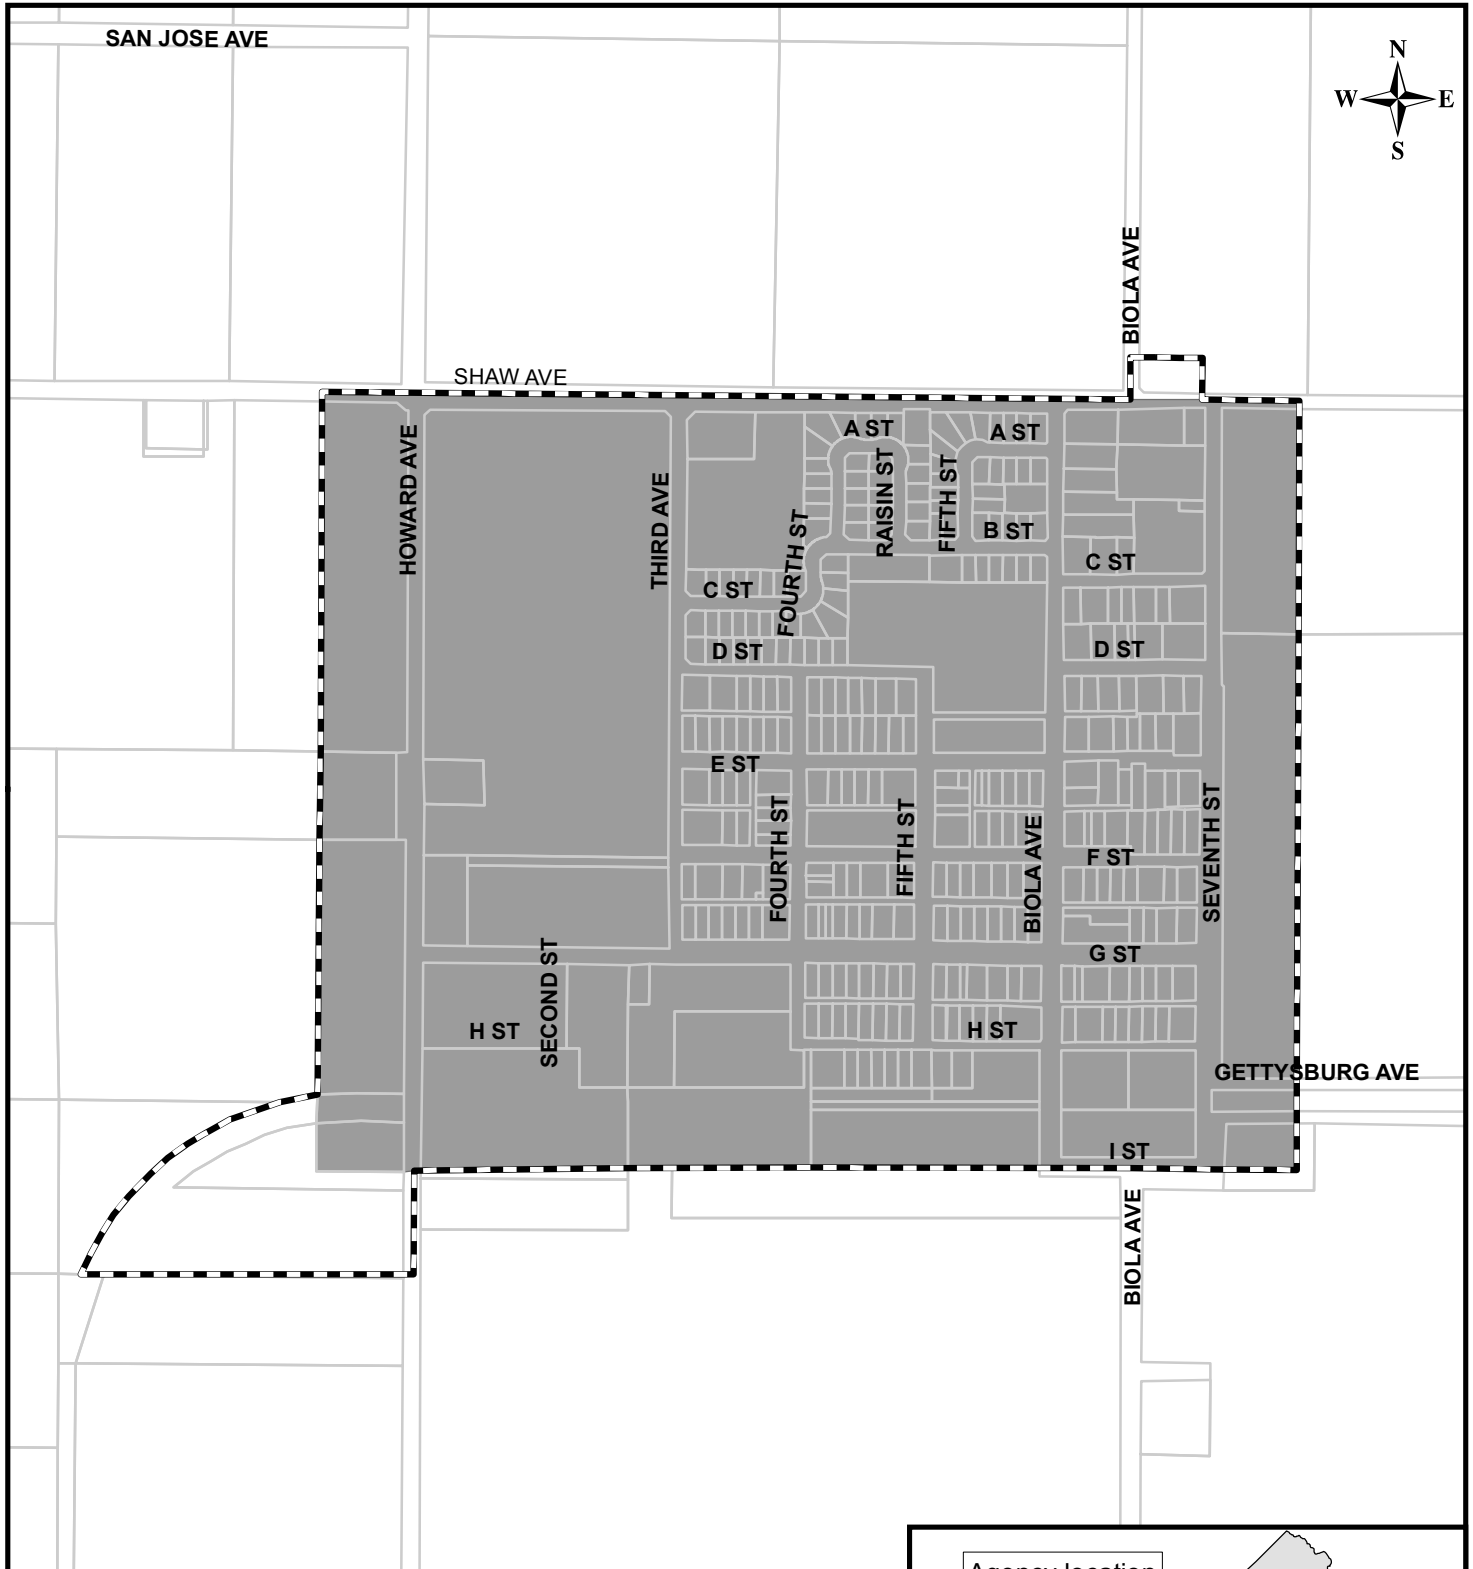 SAN JOSE AVE
N
W E
S
BIOLA AVE
SHAW AVE
HOWARD AVE
THIRD AVE
A ST
A ST
RAISIN ST
FIFTH ST
B ST
FOURTH ST
C ST
C ST
D ST
D ST
E ST
FOURTH ST
FIFTH ST
BIOLA AVE
F ST
SEVENTH ST
G ST
SECOND ST
H ST
H ST
GETTYSBURG AVE
I ST
BIOLA AVE
Agency location